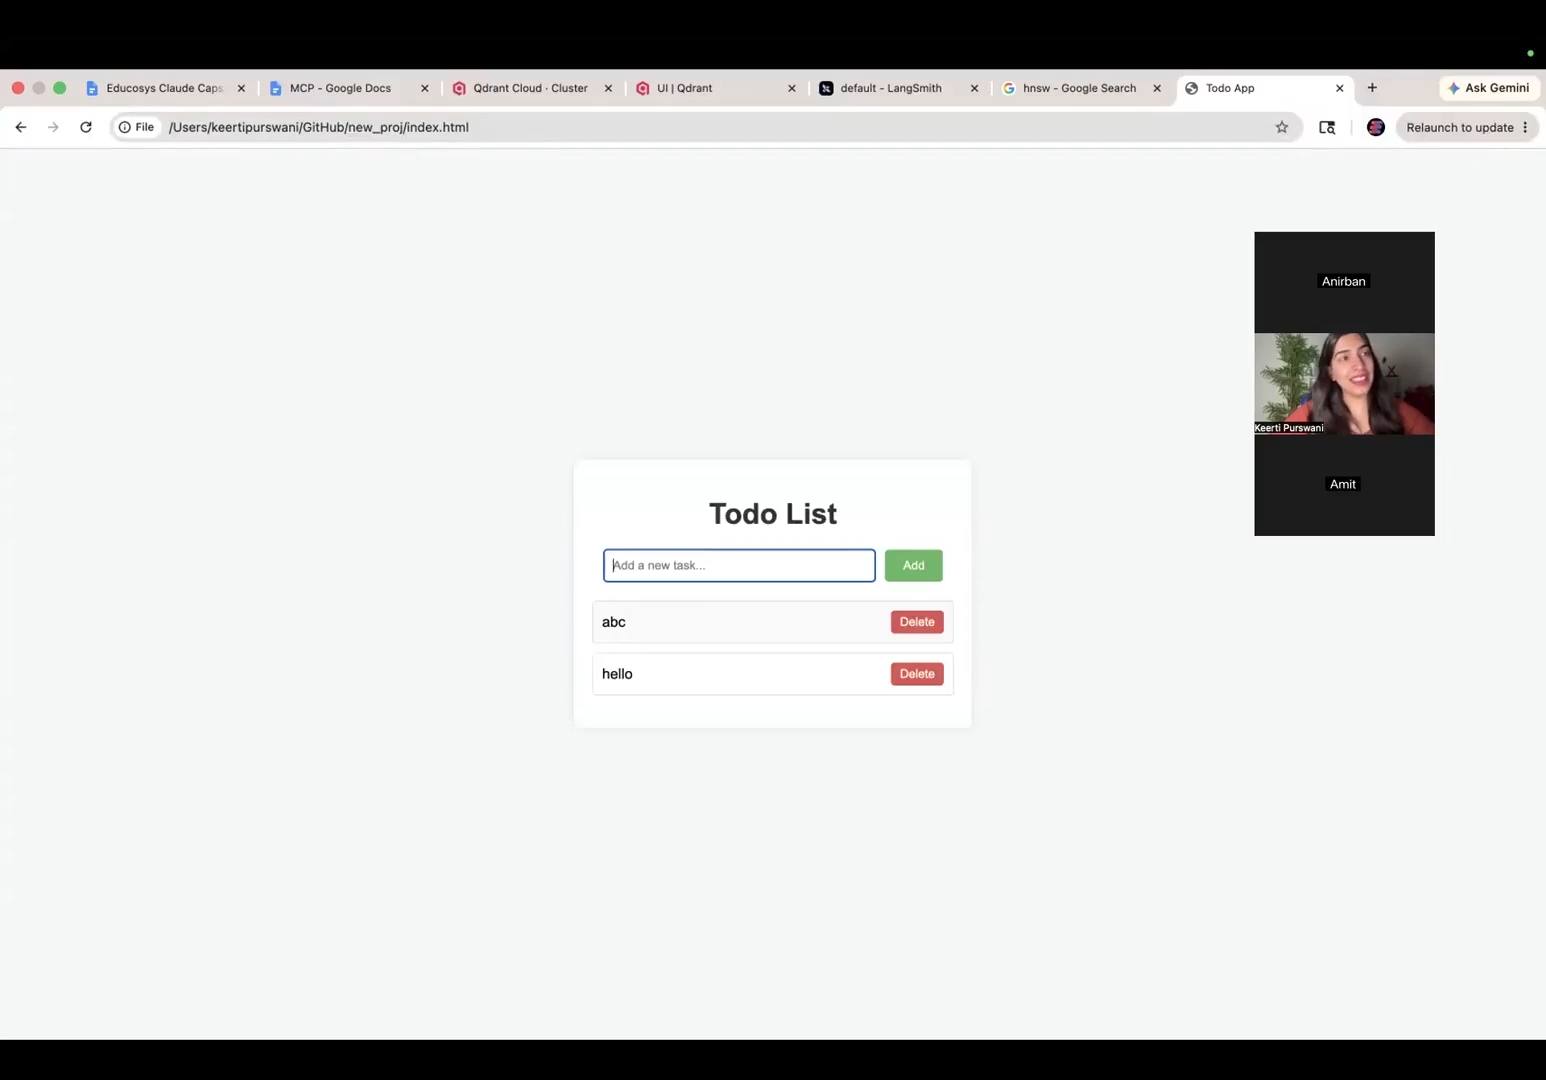 Educosys Claude Caps
MCP - Google Docs
Qdrant Cloud · Cluster
UI | Qdrant
default - LangSmith
hnsw - Google Search
Todo App
Ask Gemini
File
/Users/keertipurswani/GitHub/new_proj/index.html
Relaunch to update
Anirban
Keerti Purswani
Amit
Todo List
Add a new task...
Add
abc
Delete
hello
Delete